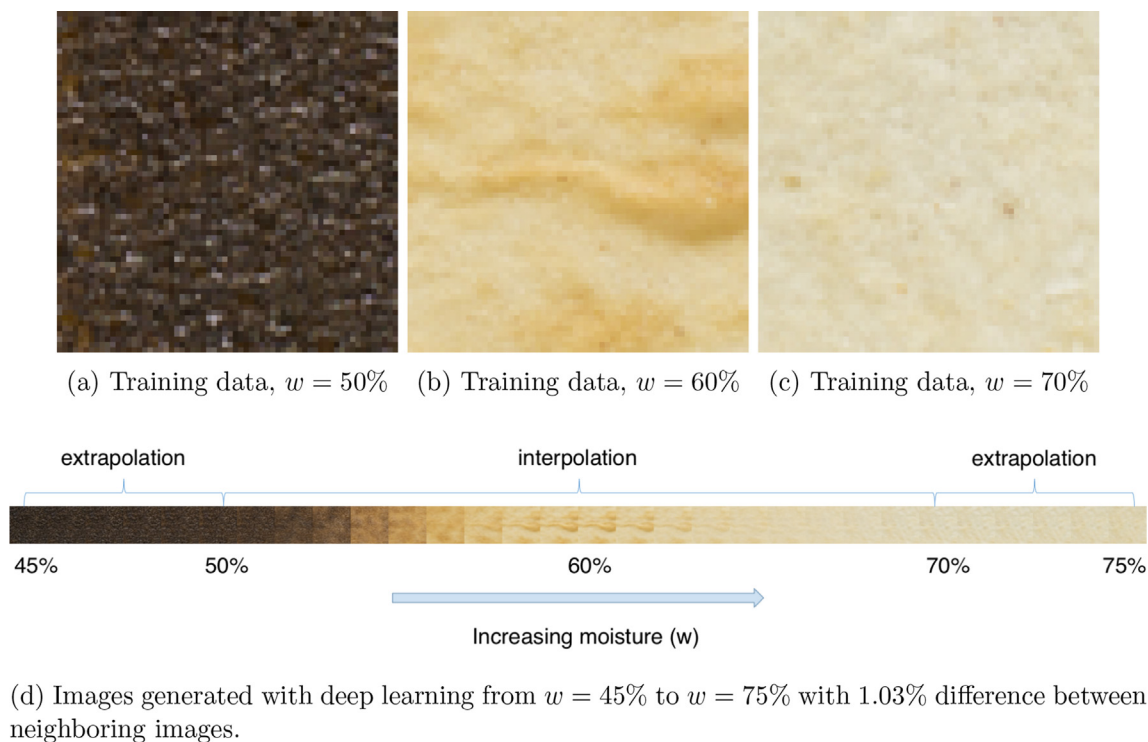 (a) Training data, w = 50%
(b) Training data, w = 60%
(c) Training data, w = 70%
extrapolation
interpolation
extrapolation
45%
50%
60%
70%
75%
Increasing moisture (w)
(d) Images generated with deep learning from w = 45% to w = 75% with 1.03% difference between
neighboring images.